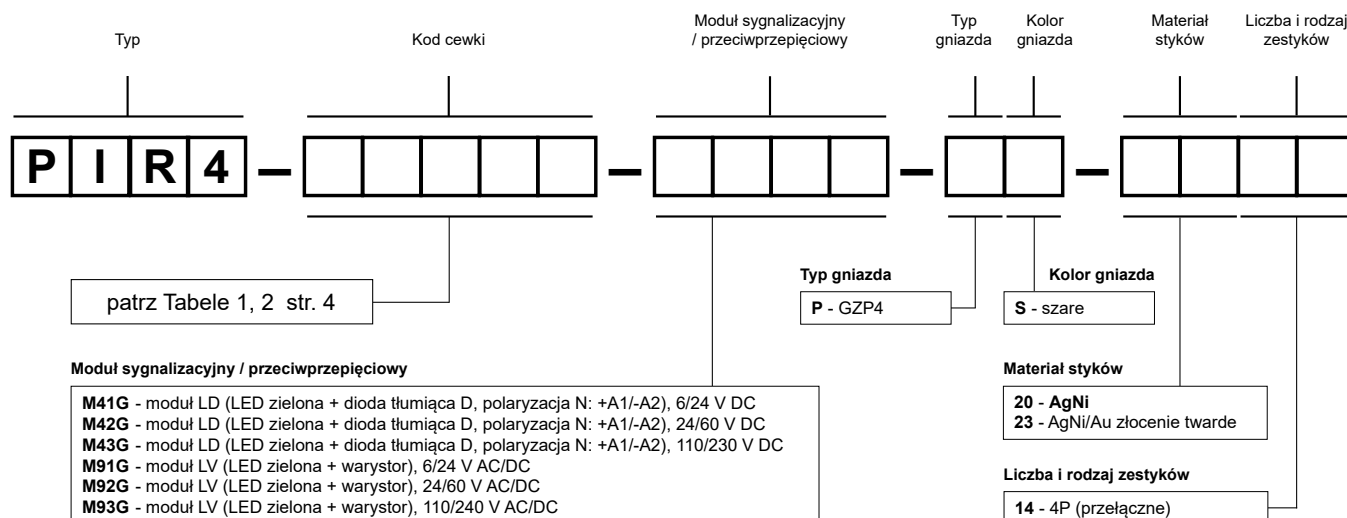 Typ
Kod cewki
Moduł sygnalizacyjny
/ przeciwprzepięciowy
Typ
gniazda
Kolor
gniazda
Materiał
styków
Liczba i rodzaj
zestyków
P I R 4 – – – –
patrz Tabele 1, 2 str. 4
Typ gniazda
P - GZP4
Kolor gniazda
S - szare
Moduł sygnalizacyjny / przeciwprzepięciowy
M41G - moduł LD (LED zielona + dioda tłumiąca D, polaryzacja N: +A1/-A2), 6/24 V DC
M42G - moduł LD (LED zielona + dioda tłumiąca D, polaryzacja N: +A1/-A2), 24/60 V DC
M43G - moduł LD (LED zielona + dioda tłumiąca D, polaryzacja N: +A1/-A2), 110/230 V DC
M91G - moduł LV (LED zielona + warystor), 6/24 V AC/DC
M92G - moduł LV (LED zielona + warystor), 24/60 V AC/DC
M93G - moduł LV (LED zielona + warystor), 110/240 V AC/DC
Materiał styków
20 - AgNi
23 - AgNi/Au złocenie twarde
Liczba i rodzaj zestyków
14 - 4P (przełączne)